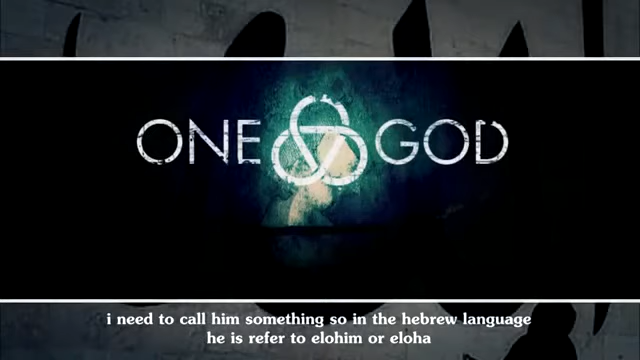 ONE GOD
i need to call him something so in the hebrew language
he is refer to elohim or eloha